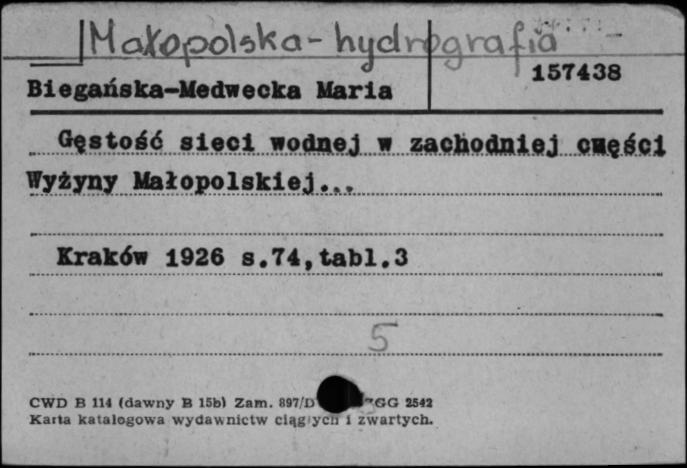 Małopolska - hydrografia
157438
Biegańska-Medwecka Maria
Gęstość sieci wodnej w zachodniej części
Wyżyny Małopolskiej...
Kraków 1926 s.74,tabl.3
5
CWD B 114 (dawny B 15b) Zam. 897/D GG 2542
Karta katalogowa wydawnictw ciągłych i zwartych.